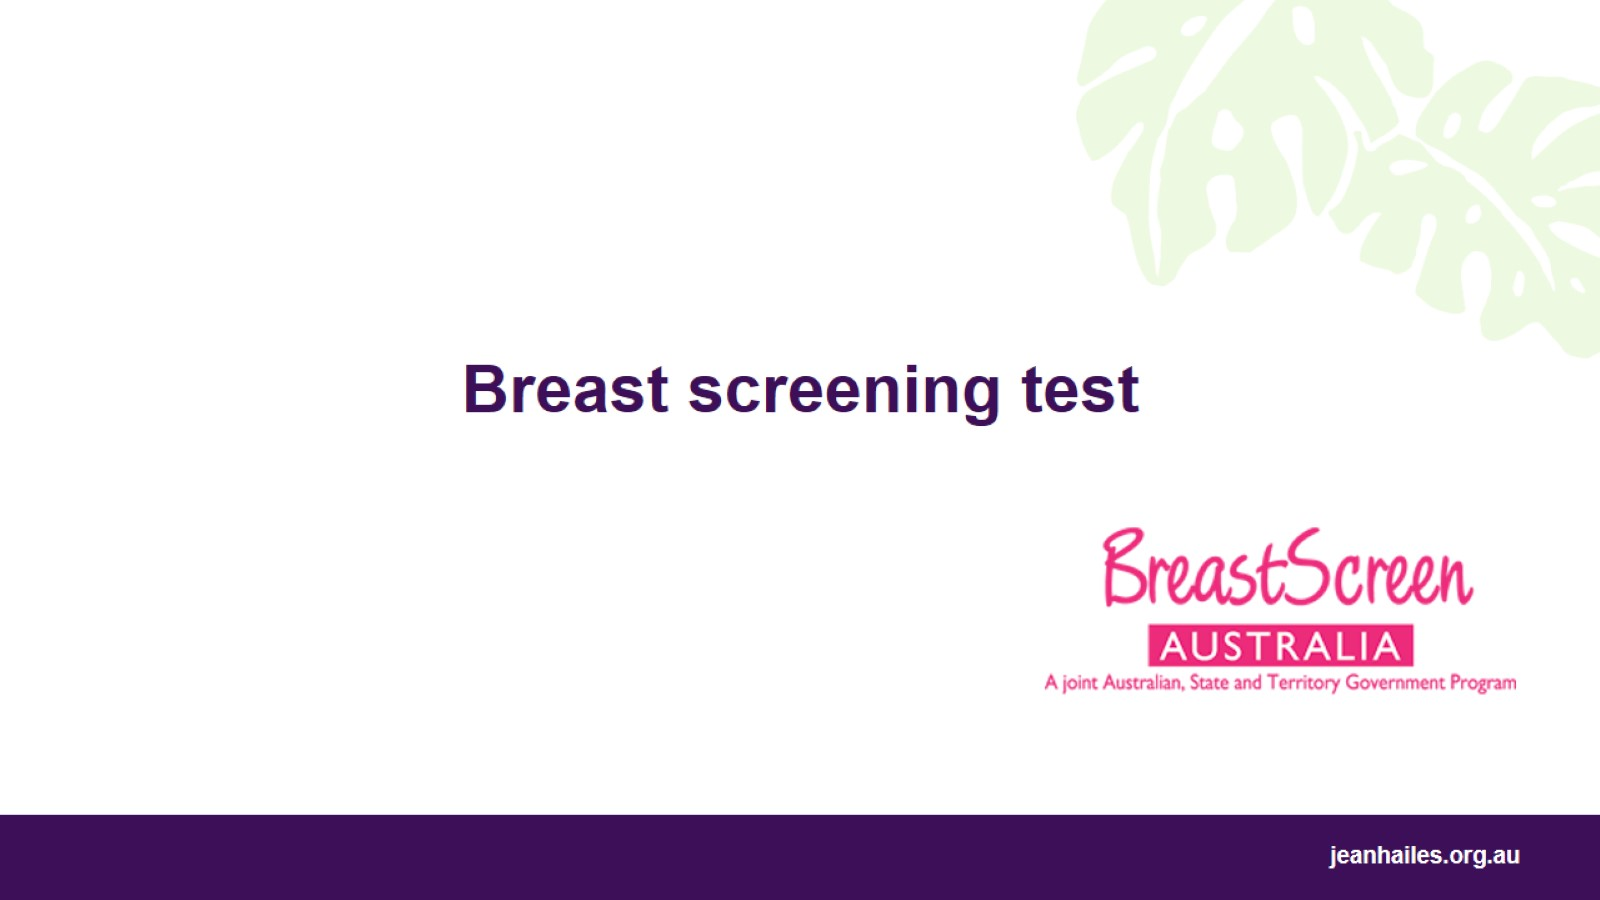 Breast screening test
BreastScreen
AUSTRALIA
A joint Australian, State and Territory Government Program
jeanhailes.org.au